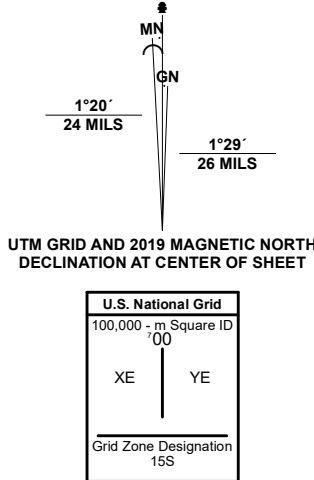 MN
GN
1°20´
24 MILS
1°29´
26 MILS
UTM GRID AND 2019 MAGNETIC NORTH
DECLINATION AT CENTER OF SHEET
U.S. National Grid
100,000 - m Square ID
⁷00
XE YE
Grid Zone Designation
15S